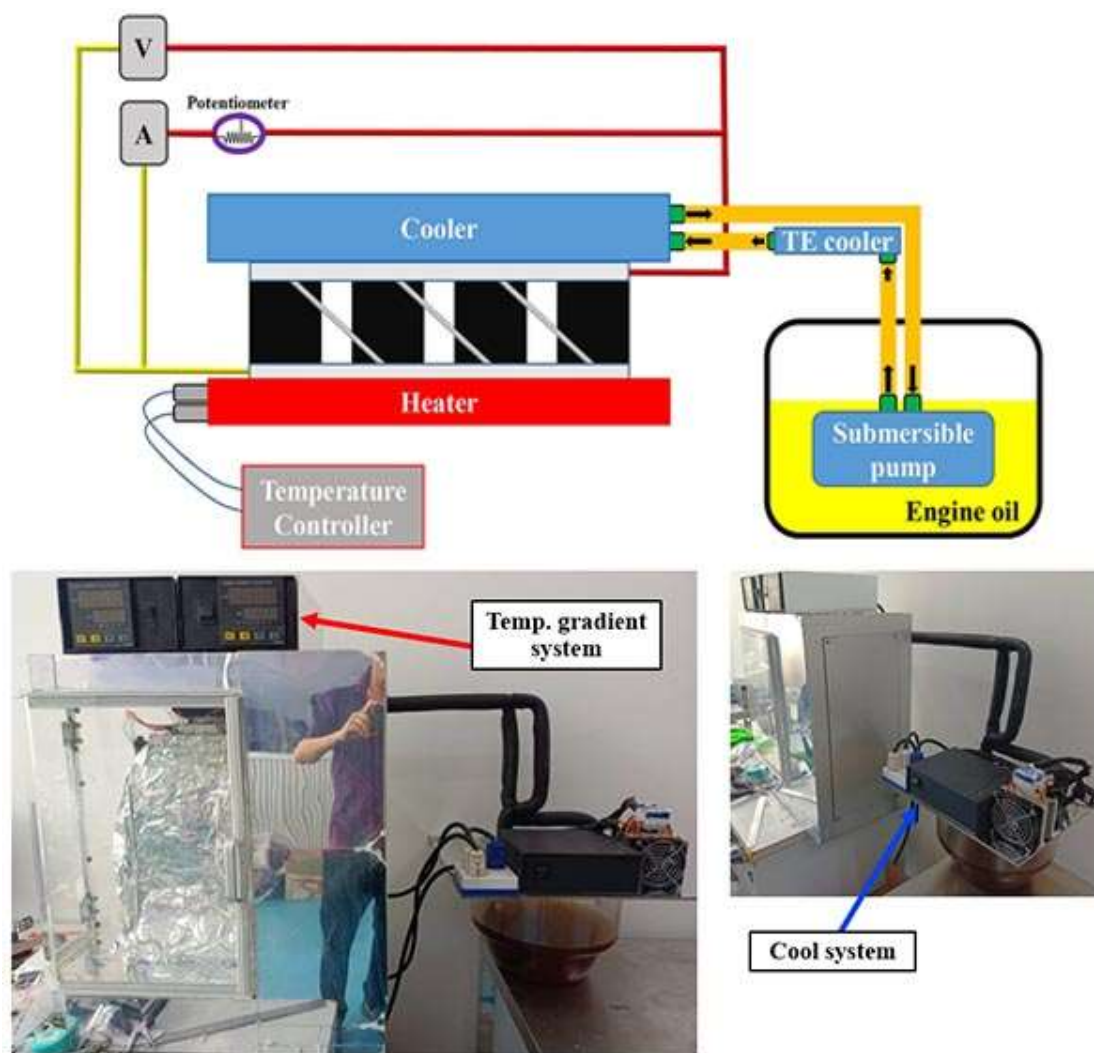 V
Potentiometer
A
Cooler
TE cooler
Heater
Submersible
pump
Temperature
Controller
Engine oil
Temp. gradient
system
Cool system